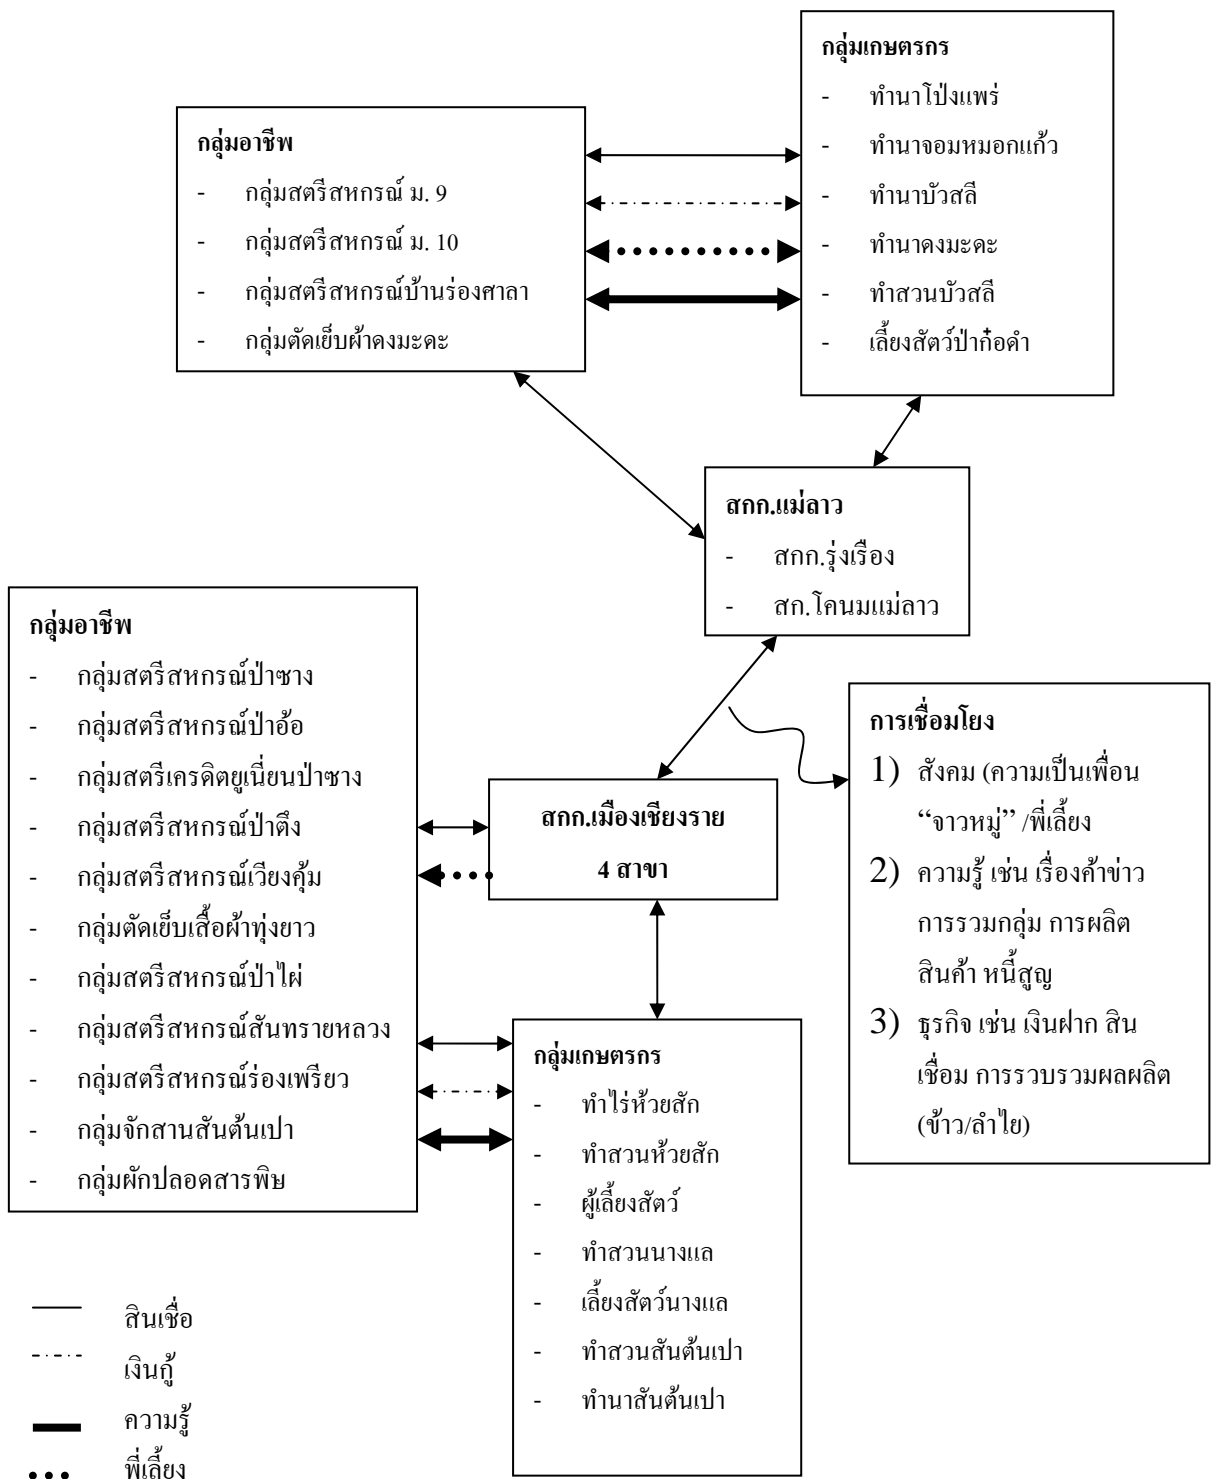 กลุ่มเกษตรกร
- ทำนาโป่งแพร่
- ทำนาจอมหมอกแก้ว
- ทำนาบัวสลี
- ทำนาดงมะดะ
- ทำสวนบัวสลี
- เลี้ยงสัตว์ป่าก๋อดำ
กลุ่มอาชีพ
- กลุ่มสตรีสหกรณ์ ม. 9
- กลุ่มสตรีสหกรณ์ ม. 10
- กลุ่มสตรีสหกรณ์บ้านร่องศาลา
- กลุ่มตัดเย็บผ้าดงมะดะ
สกก.แม่ลาว
- สกก.รุ่งเรือง
- สก.โคนมแม่ลาว
กลุ่มอาชีพ
- กลุ่มสตรีสหกรณ์ป่าซาง
- กลุ่มสตรีสหกรณ์ป่าอ้อ
- กลุ่มสตรีเครดิตยูเนี่ยนป่าซาง
- กลุ่มสตรีสหกรณ์ป่าตึง
- กลุ่มสตรีสหกรณ์เวียงคุ้ม
- กลุ่มตัดเย็บเสื้อผ้าทุ่งยาว
- กลุ่มสตรีสหกรณ์ป่าไผ่
- กลุ่มสตรีสหกรณ์สันทรายหลวง
- กลุ่มสตรีสหกรณ์ร่องเพรียว
- กลุ่มจักสานสันต้นเปา
- กลุ่มผักปลอดสารพิษ
สกก.เมืองเชียงราย
4 สาขา
การเชื่อมโยง
1) สังคม (ความเป็นเพื่อน
“จาวหมู่” /พี่เลี้ยง
2) ความรู้ เช่น เรื่องค้าข่าว
การรวมกลุ่ม การผลิต
สินค้า หนี้สูญ
3) ธุรกิจ เช่น เงินฝาก สิน
เชื่อม การรวบรวมผลผลิต
(ข้าว/ลำไย)
กลุ่มเกษตรกร
- ทำไร่ห้วยสัก
- ทำสวนห้วยสัก
- ผู้เลี้ยงสัตว์
- ทำสวนนางแล
- เลี้ยงสัตว์นางแล
- ทำสวนสันต้นเปา
- ทำนาสันต้นเปา
สินเชื่อ
เงินกู้
ความรู้
พี่เลี้ยง